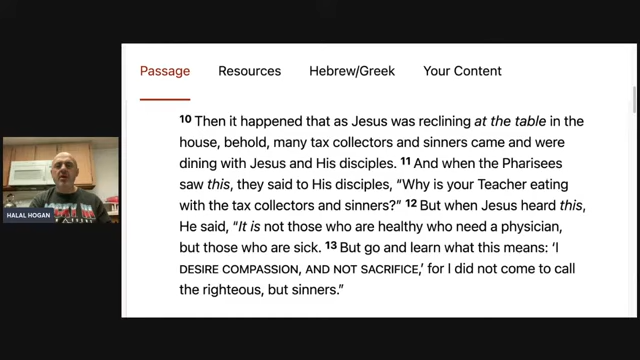 Passage Resources Hebrew/Greek Your Content
10 Then it happened that as Jesus was reclining at the table in the
house, behold, many tax collectors and sinners came and were
dining with Jesus and His disciples. 11 And when the Pharisees
saw this, they said to His disciples, “Why is your Teacher eating
with the tax collectors and sinners?” 12 But when Jesus heard this,
He said, “It is not those who are healthy who need a physician,
but those who are sick. 13 But go and learn what this means: ‘I
DESIRE COMPASSION, AND NOT SACRIFICE,’ for I did not come to call
the righteous, but sinners.”
HALAL HOGAN